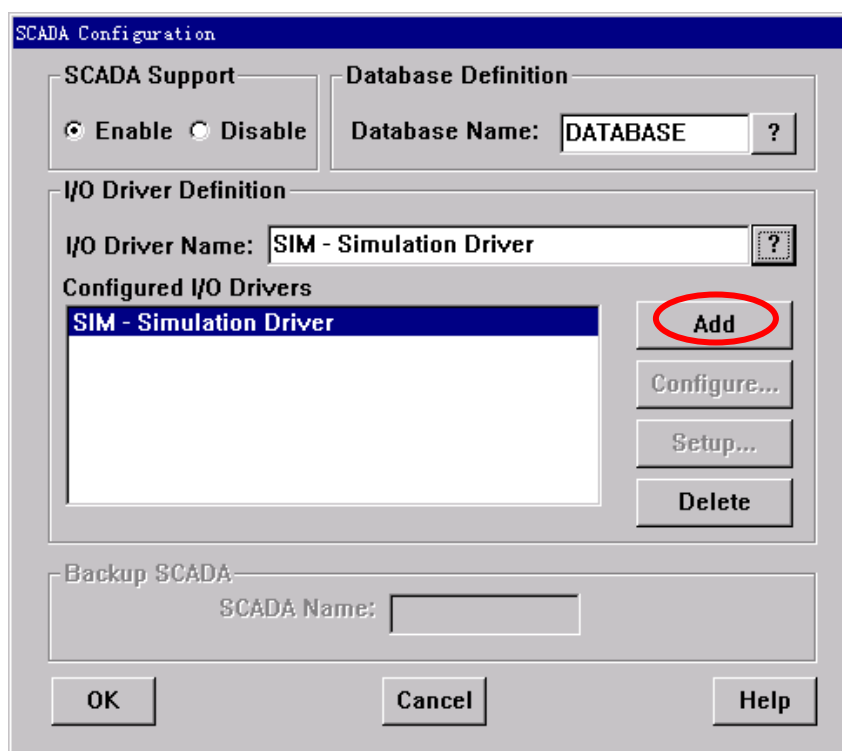 SCADA Configuration
SCADA Support
Enable Disable
Database Definition
Database Name: DATABASE ?
I/O Driver Definition
I/O Driver Name: SIM - Simulation Driver ?
Configured I/O Drivers
SIM - Simulation Driver
Add
Configure...
Setup...
Delete
Backup SCADA
SCADA Name:
OK Cancel Help